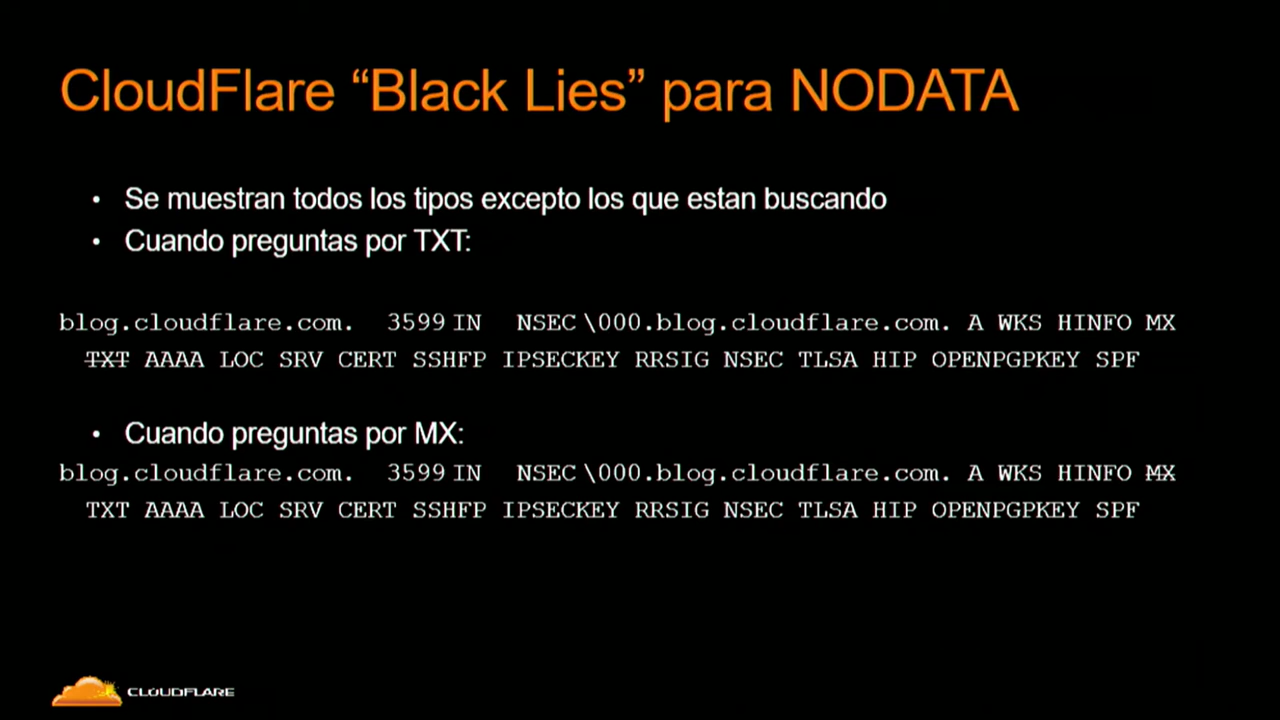 CloudFlare “Black Lies” para NODATA
• Se muestran todos los tipos excepto los que estan buscando
• Cuando preguntas por TXT:
blog.cloudflare.com. 3599 IN NSEC \000.blog.cloudflare.com. A WKS HINFO MX
TXT AAAA LOC SRV CERT SSHFP IPSECKEY RRSIG NSEC TLSA HIP OPENPGPKEY SPF
• Cuando preguntas por MX:
blog.cloudflare.com. 3599 IN NSEC \000.blog.cloudflare.com. A WKS HINFO MX
TXT AAAA LOC SRV CERT SSHFP IPSECKEY RRSIG NSEC TLSA HIP OPENPGPKEY SPF
CLOUDFLARE